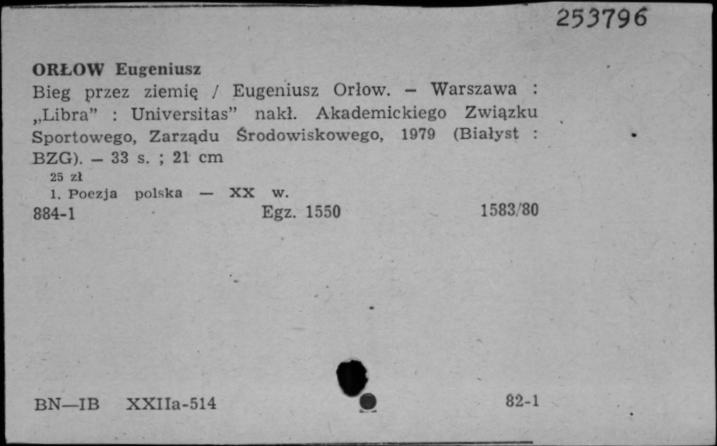 253796
ORŁOW Eugeniusz
Bieg przez ziemię / Eugeniusz Orłow. — Warszawa :
„Libra” : Universitas” nakł. Akademickiego Związku
Sportowego, Zarządu Środowiskowego, 1979 (Białyst :
BZG). — 33 s. ; 21 cm
25 zł
1. Poezja polska — XX w.
884-1 Egz. 1550 1583/80
BN—IB XXIIa-514 82-1